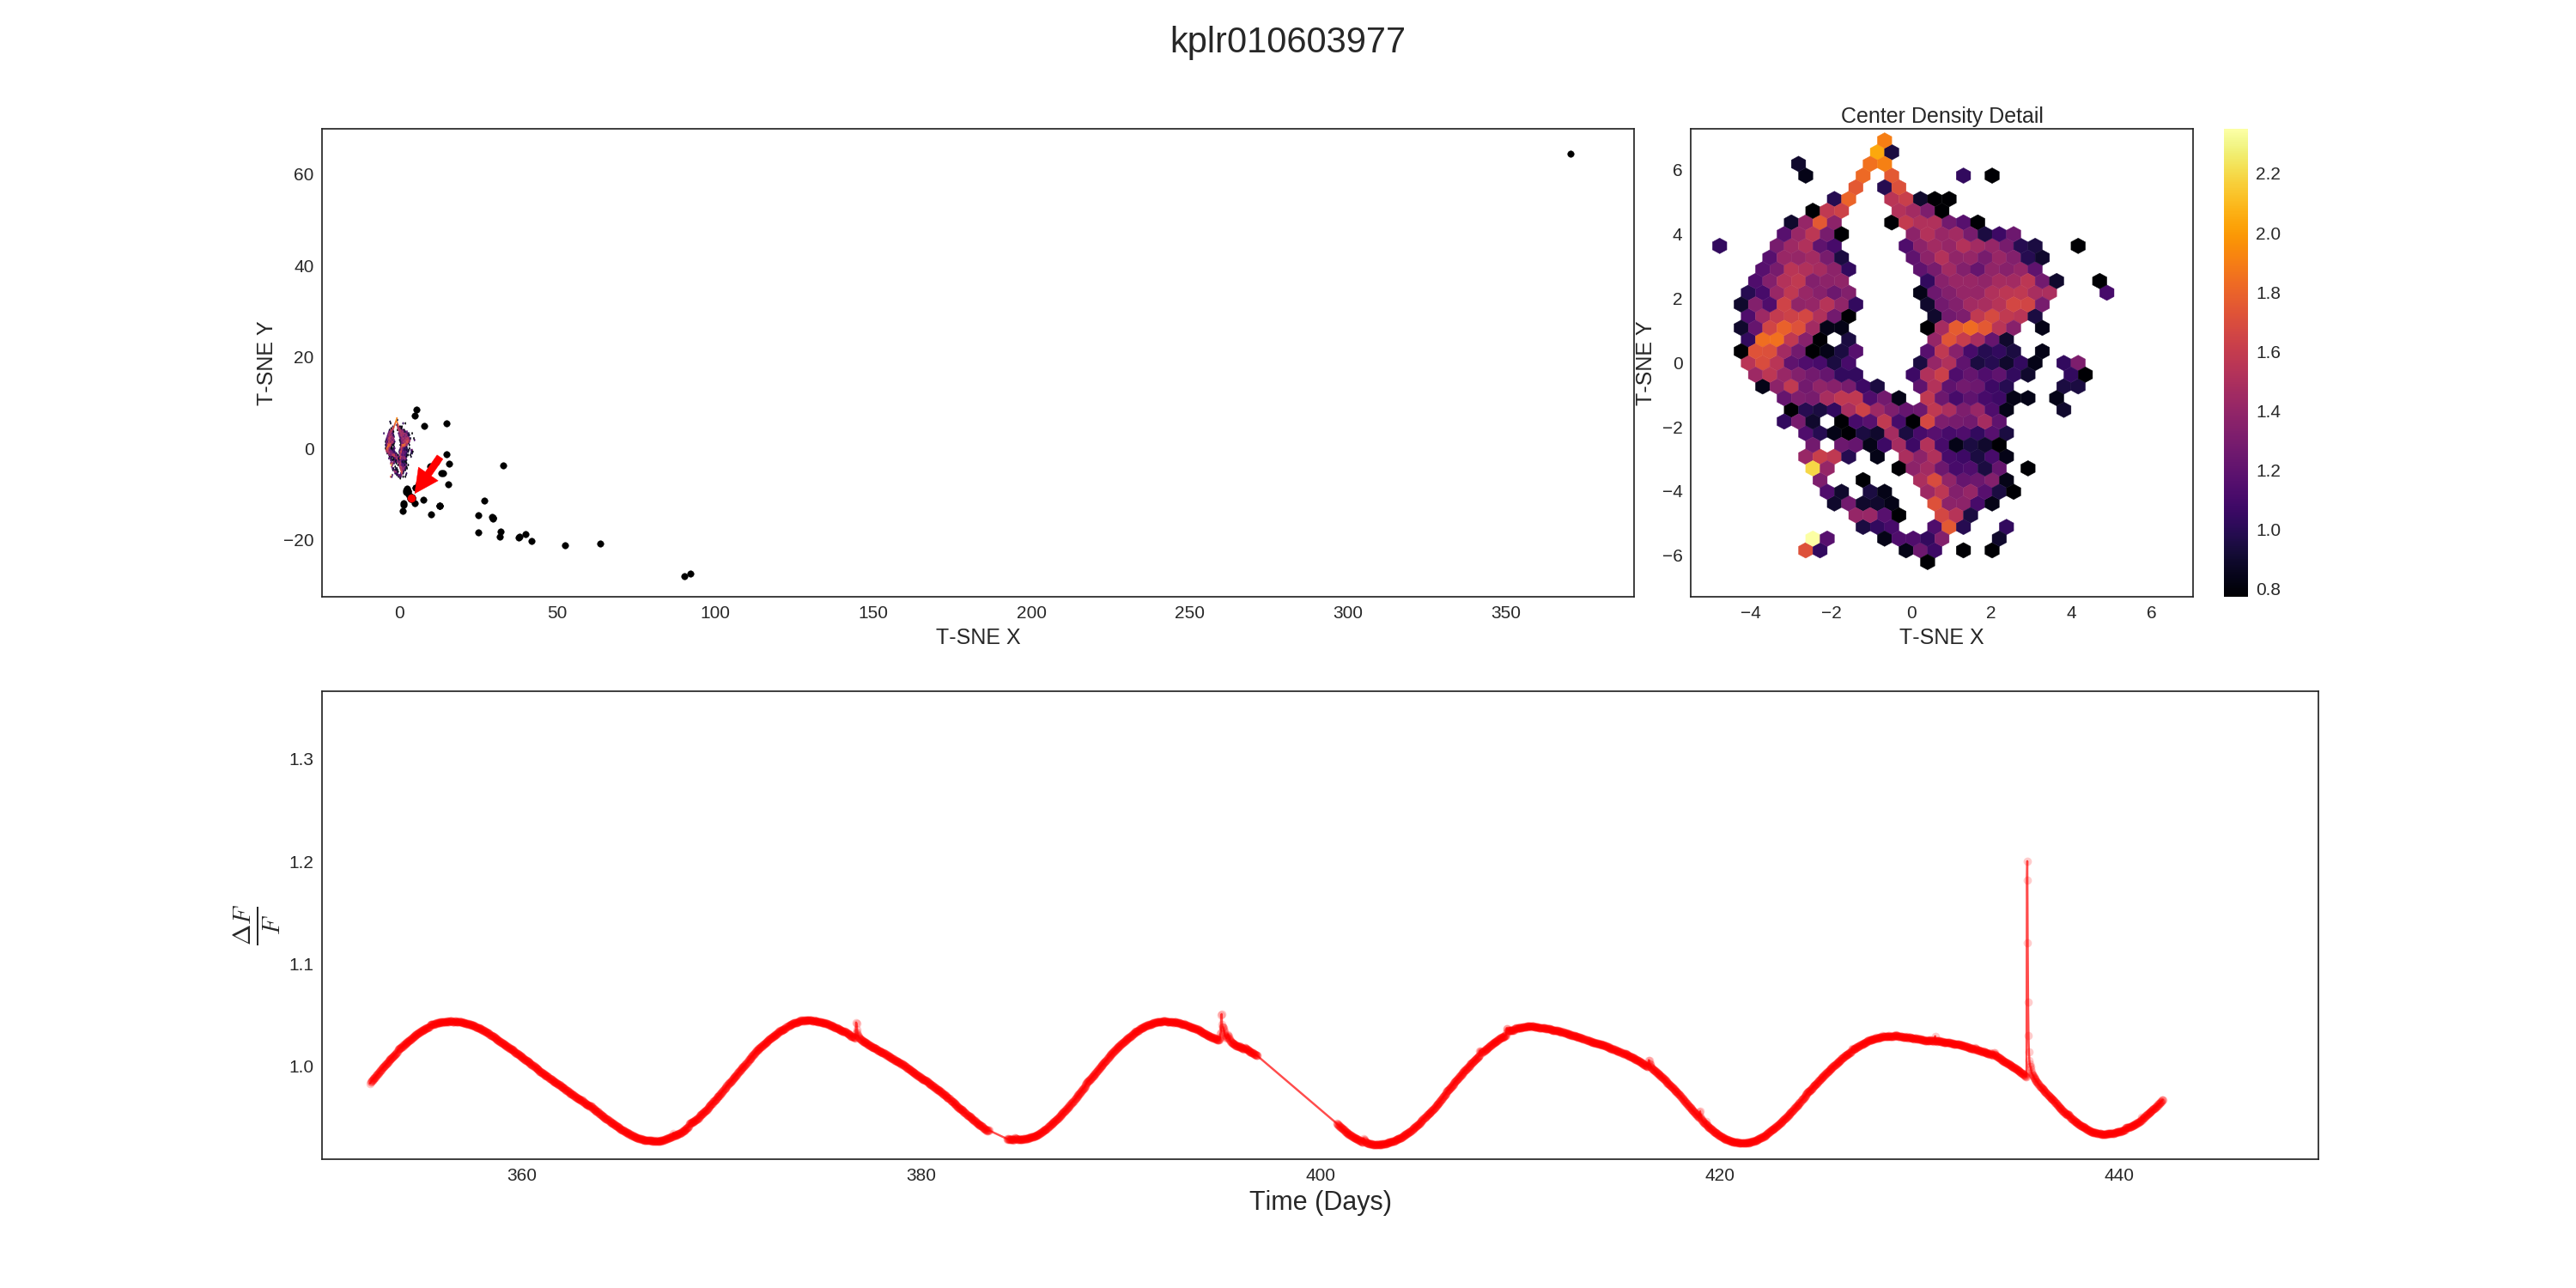 kplr010603977
Center Density Detail
T-SNE Y
60
40
20
0
−20
0 50 100 150 200 250 300 350
T-SNE X
T-SNE Y
6
4
2
0
−2
−4
−6
−4 −2 0 2 4 6
T-SNE X
2.2
2.0
1.8
1.6
1.4
1.2
1.0
0.8
ΔF
F
1.3
1.2
1.1
1.0
360 380 400 420 440
Time (Days)